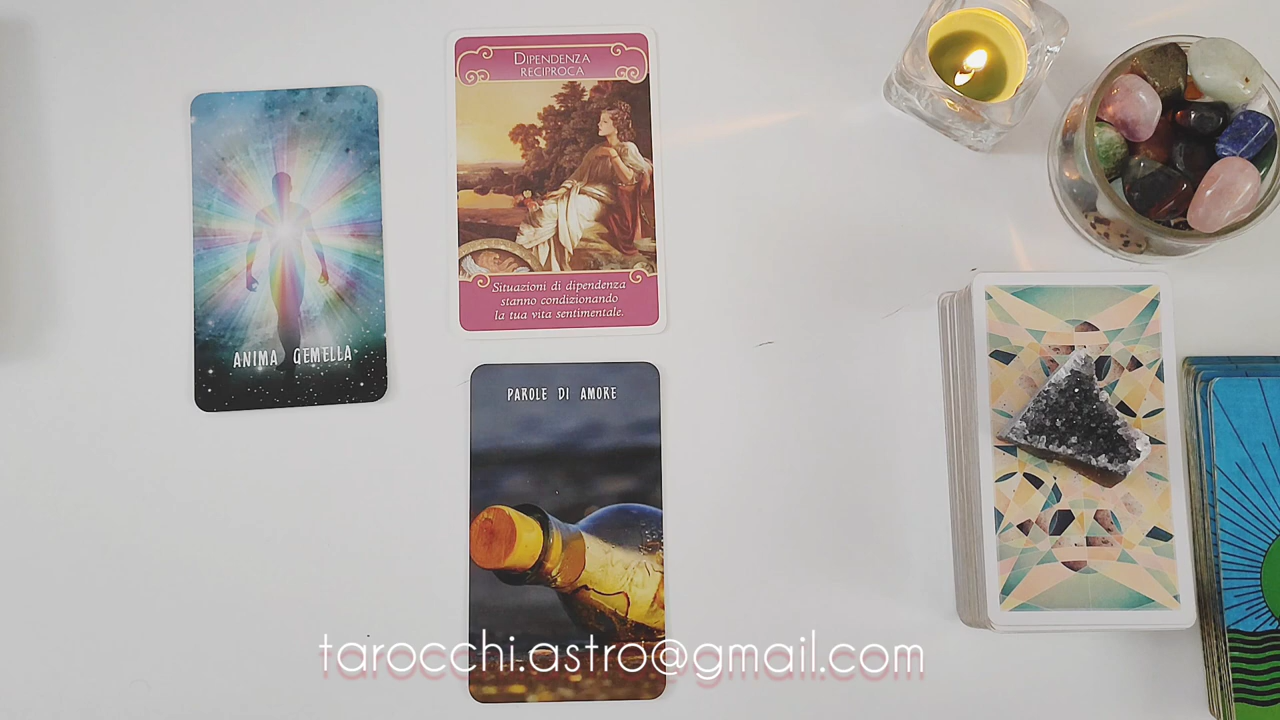 DIPENDENZA
RECIPROCA
Situazioni di dipendenza
stanno condizionando
la tua vita sentimentale.
ANIMA GEMELLA
PAROLE DI AMORE
tarocchi.astro@gmail.com